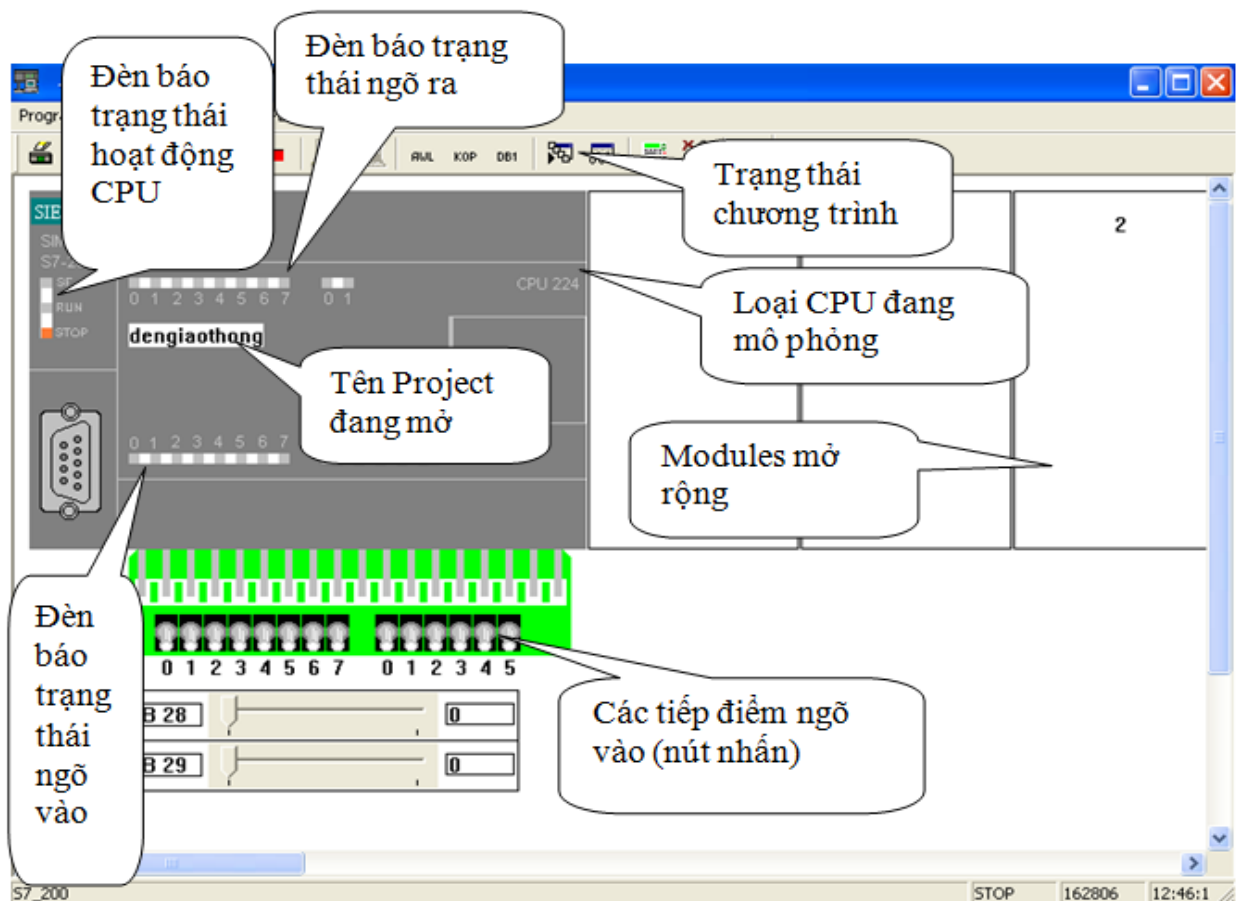 Đèn báo trạng
thái ngõ ra
Đèn báo
trạng thái
hoạt động
CPU
AWL KOP DB1
Trạng thái
chương trình
2
CPU 224
RUN
STOP
0 1 2 3 4 5 6 7 0 1
dengiaothong
Loại CPU đang
mô phỏng
Tên Project
đang mở
0 1 2 3 4 5 6 7
Modules mở
rộng
Đèn
báo
trạng
thái
ngõ
vào
0 1 2 3 4 5 6 7 0 1 2 3 4 5
B 28 0
B 29 0
Các tiếp điểm ngõ
vào (nút nhấn)
S7_200 STOP 162806 12:46:1